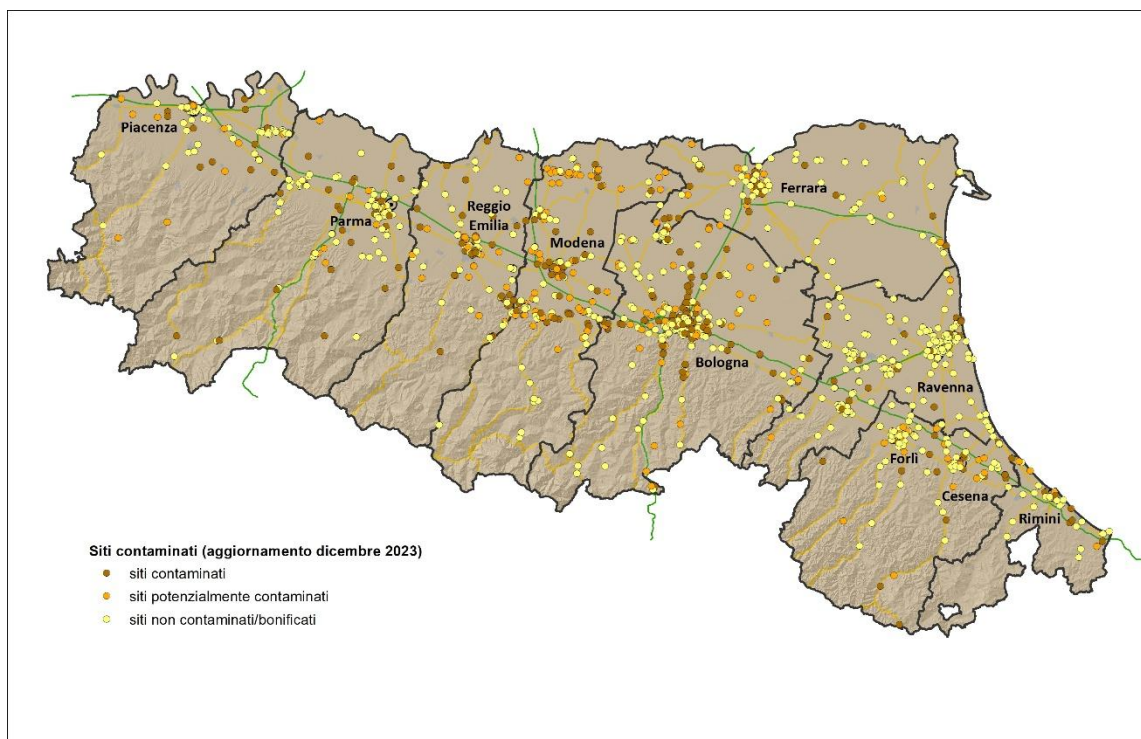 Piacenza
Parma
Reggio
Emilia
Modena
Ferrara
Bologna
Ravenna
Forlì
Cesena
Rimini
Siti contaminati (aggiornamento dicembre 2023)
siti contaminati
siti potenzialmente contaminati
siti non contaminati/bonificati